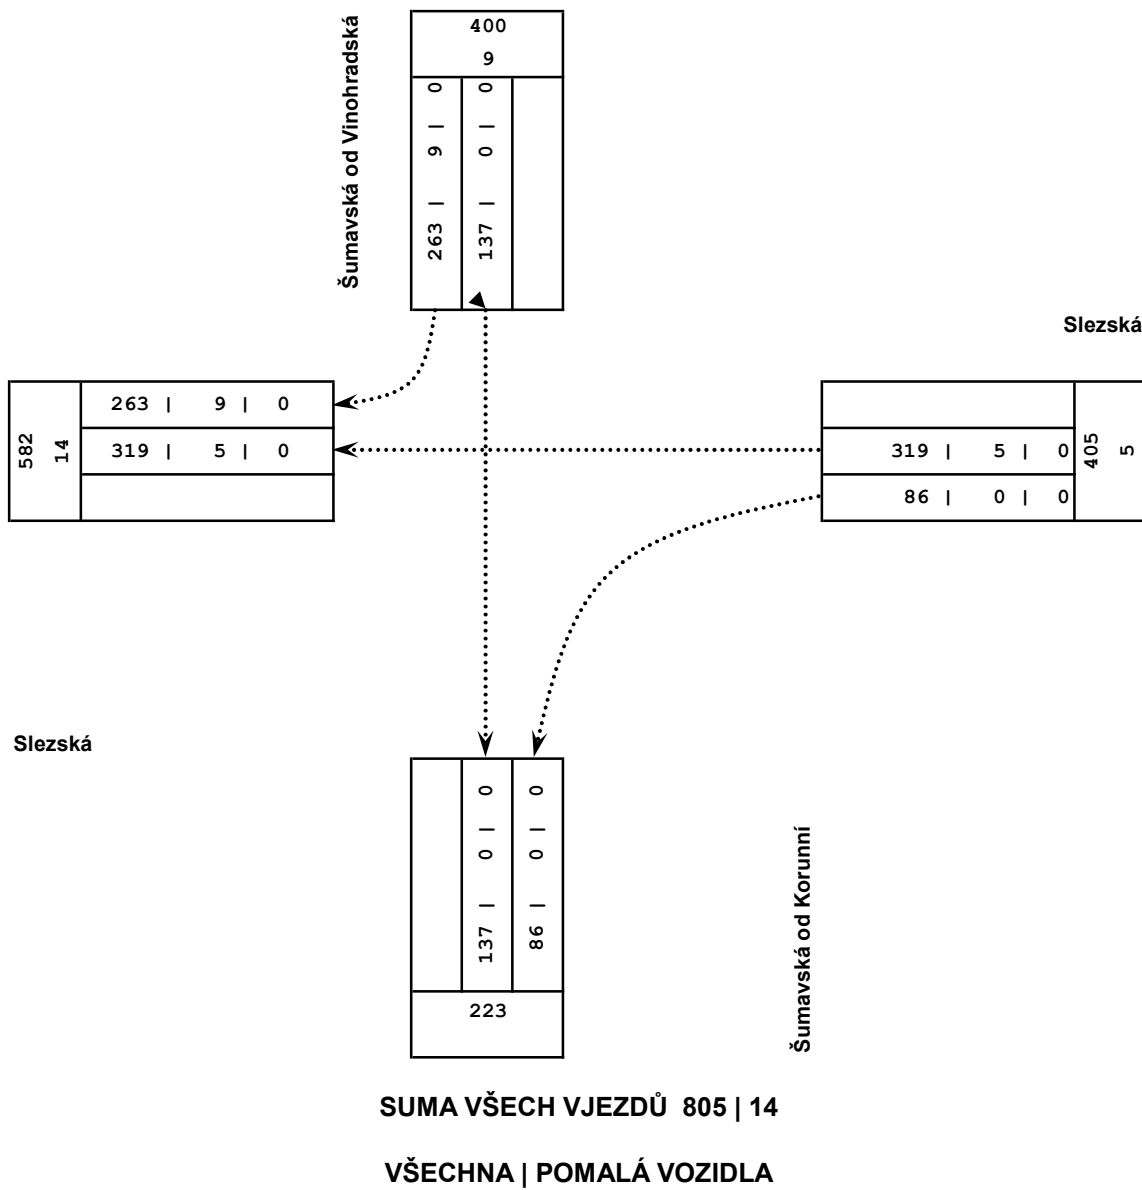 400
9
Šumavská od Vinohradská
263 | 9 | 0
137 | 0 | 0
Slezská
582
14
263 | 9 | 0
319 | 5 | 0
319 | 5 | 0
86 | 0 | 0
405
5
Slezská
137 | 0 | 0
86 | 0 | 0
223
Šumavská od Korunní
SUMA VŠECH VJEZDŮ 805 | 14
VŠECHNA | POMALÁ VOZIDLA